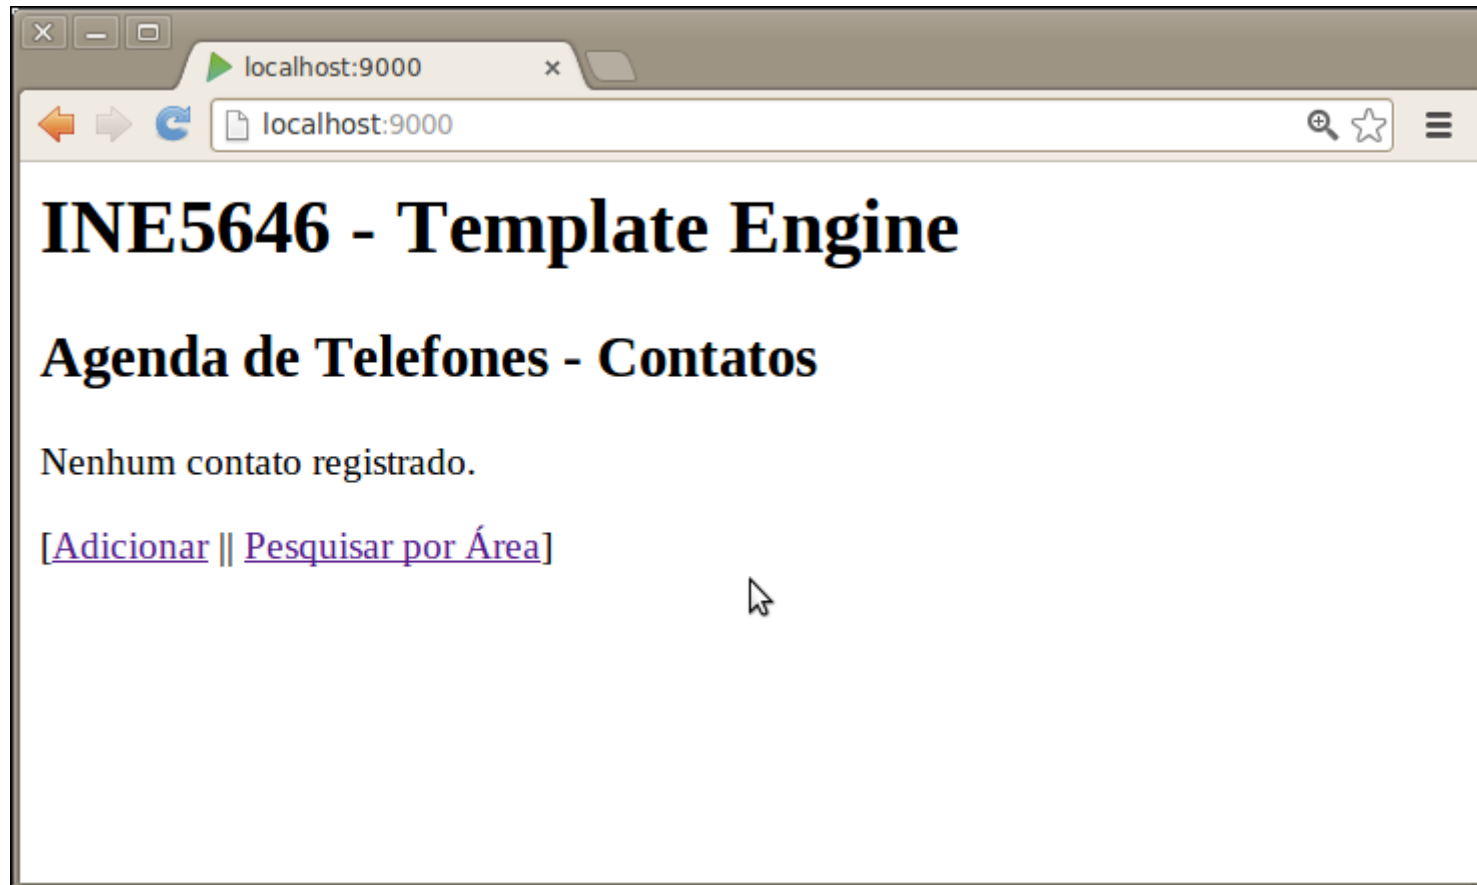 localhost:9000
localhost:9000
INE5646 - Template Engine
Agenda de Telefones - Contatos
Nenhum contato registrado.
[Adicionar || Pesquisar por Área]